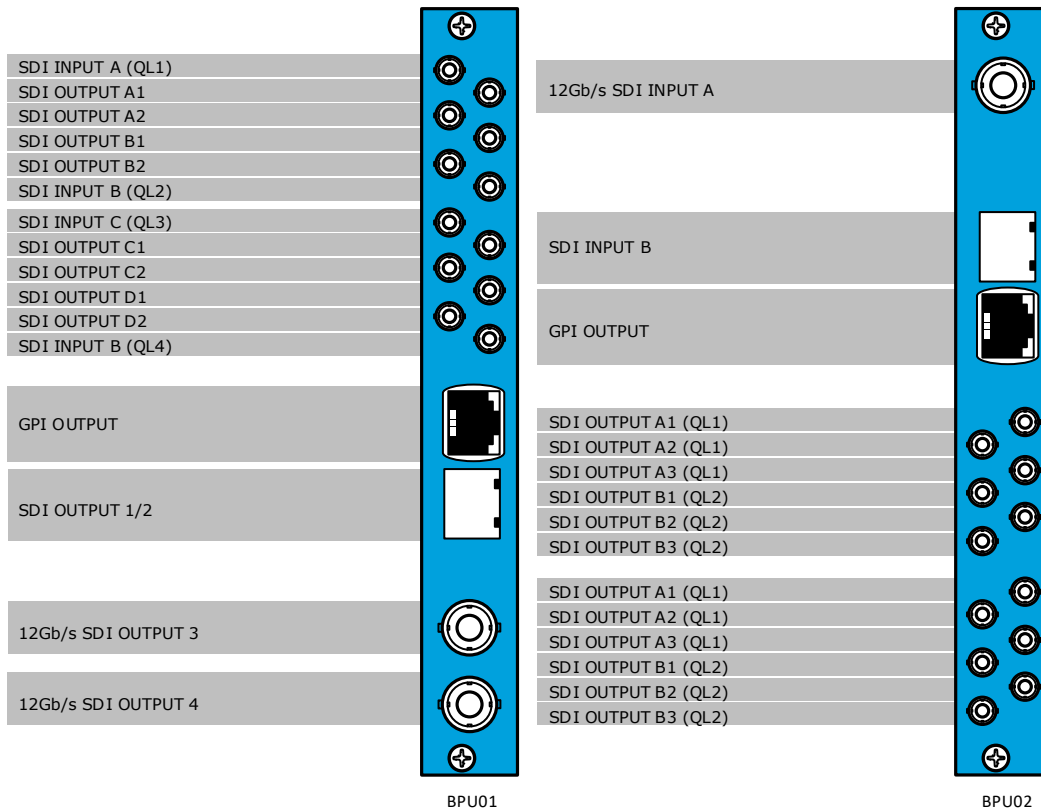 SDI INPUT A (QL1)
SDI OUTPUT A1
SDI OUTPUT A2
SDI OUTPUT B1
SDI OUTPUT B2
SDI INPUT B (QL2)
SDI INPUT C (QL3)
SDI OUTPUT C1
SDI OUTPUT C2
SDI OUTPUT D1
SDI OUTPUT D2
SDI INPUT B (QL4)
GPI OUTPUT
SDI OUTPUT 1/2
12Gb/s SDI OUTPUT 3
12Gb/s SDI OUTPUT 4
BPU01
12Gb/s SDI INPUT A
SDI INPUT B
GPI OUTPUT
SDI OUTPUT A1 (QL1)
SDI OUTPUT A2 (QL1)
SDI OUTPUT A3 (QL1)
SDI OUTPUT B1 (QL2)
SDI OUTPUT B2 (QL2)
SDI OUTPUT B3 (QL2)
SDI OUTPUT A1 (QL1)
SDI OUTPUT A2 (QL1)
SDI OUTPUT A3 (QL1)
SDI OUTPUT B1 (QL2)
SDI OUTPUT B2 (QL2)
SDI OUTPUT B3 (QL2)
BPU02